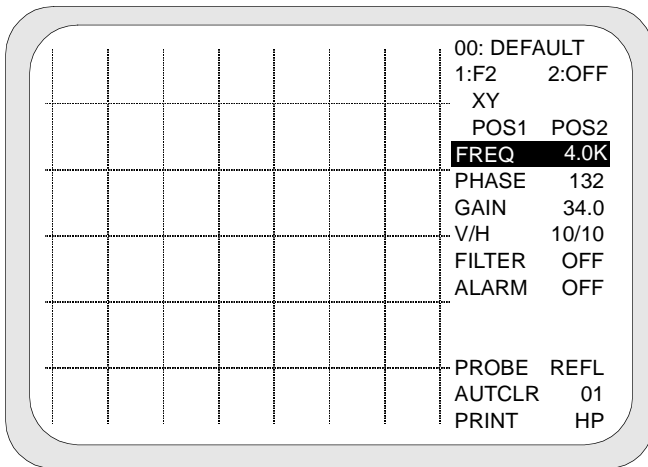 00: DEFAULT
1:F2 2:OFF
XY
POS1 POS2
FREQ 4.0K
PHASE 132
GAIN 34.0
V/H 10/10
FILTER OFF
ALARM OFF
PROBE REFL
AUTCLR 01
PRINT HP